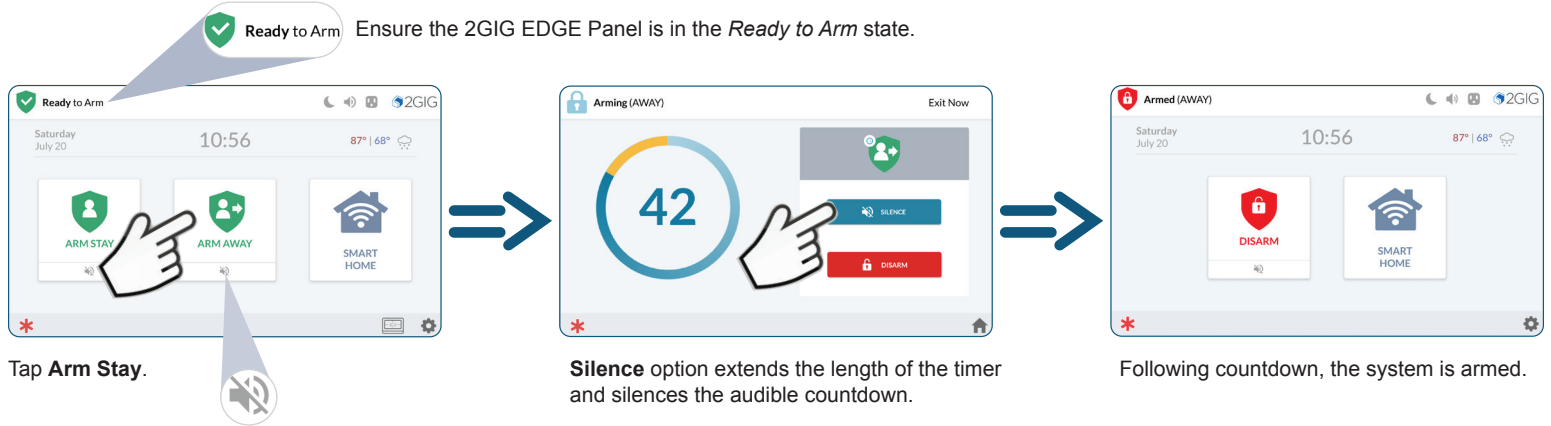 Ready to Arm
Ensure the 2GIG EDGE Panel is in the Ready to Arm state.
Ready to Arm
2GIG
Saturday
July 20
10:56
87° | 68°
ARM STAY
ARM AWAY
SMART
HOME
Tap Arm Stay.
Arming (AWAY)
Exit Now
42
SILENCE
DISARM
Silence option extends the length of the timer
and silences the audible countdown.
Armed (AWAY)
2GIG
Saturday
July 20
10:56
87° | 68°
DISARM
SMART
HOME
Following countdown, the system is armed.